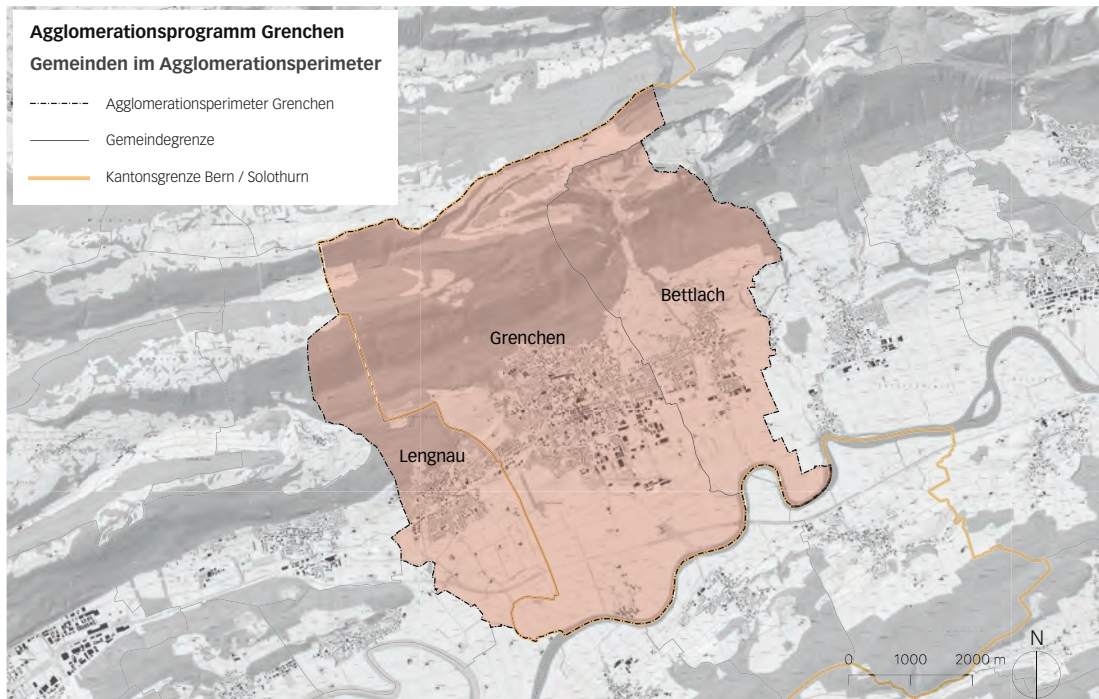 Agglomerationsprogramm Grenchen
Gemeinden im Agglomerationsperimeter
Agglomerationsperimeter Grenchen
Gemeindegrenze
Kantonsgrenze Bern / Solothurn
Bettlach
Grenchen
Lengnau
N
0 1000 2000 m